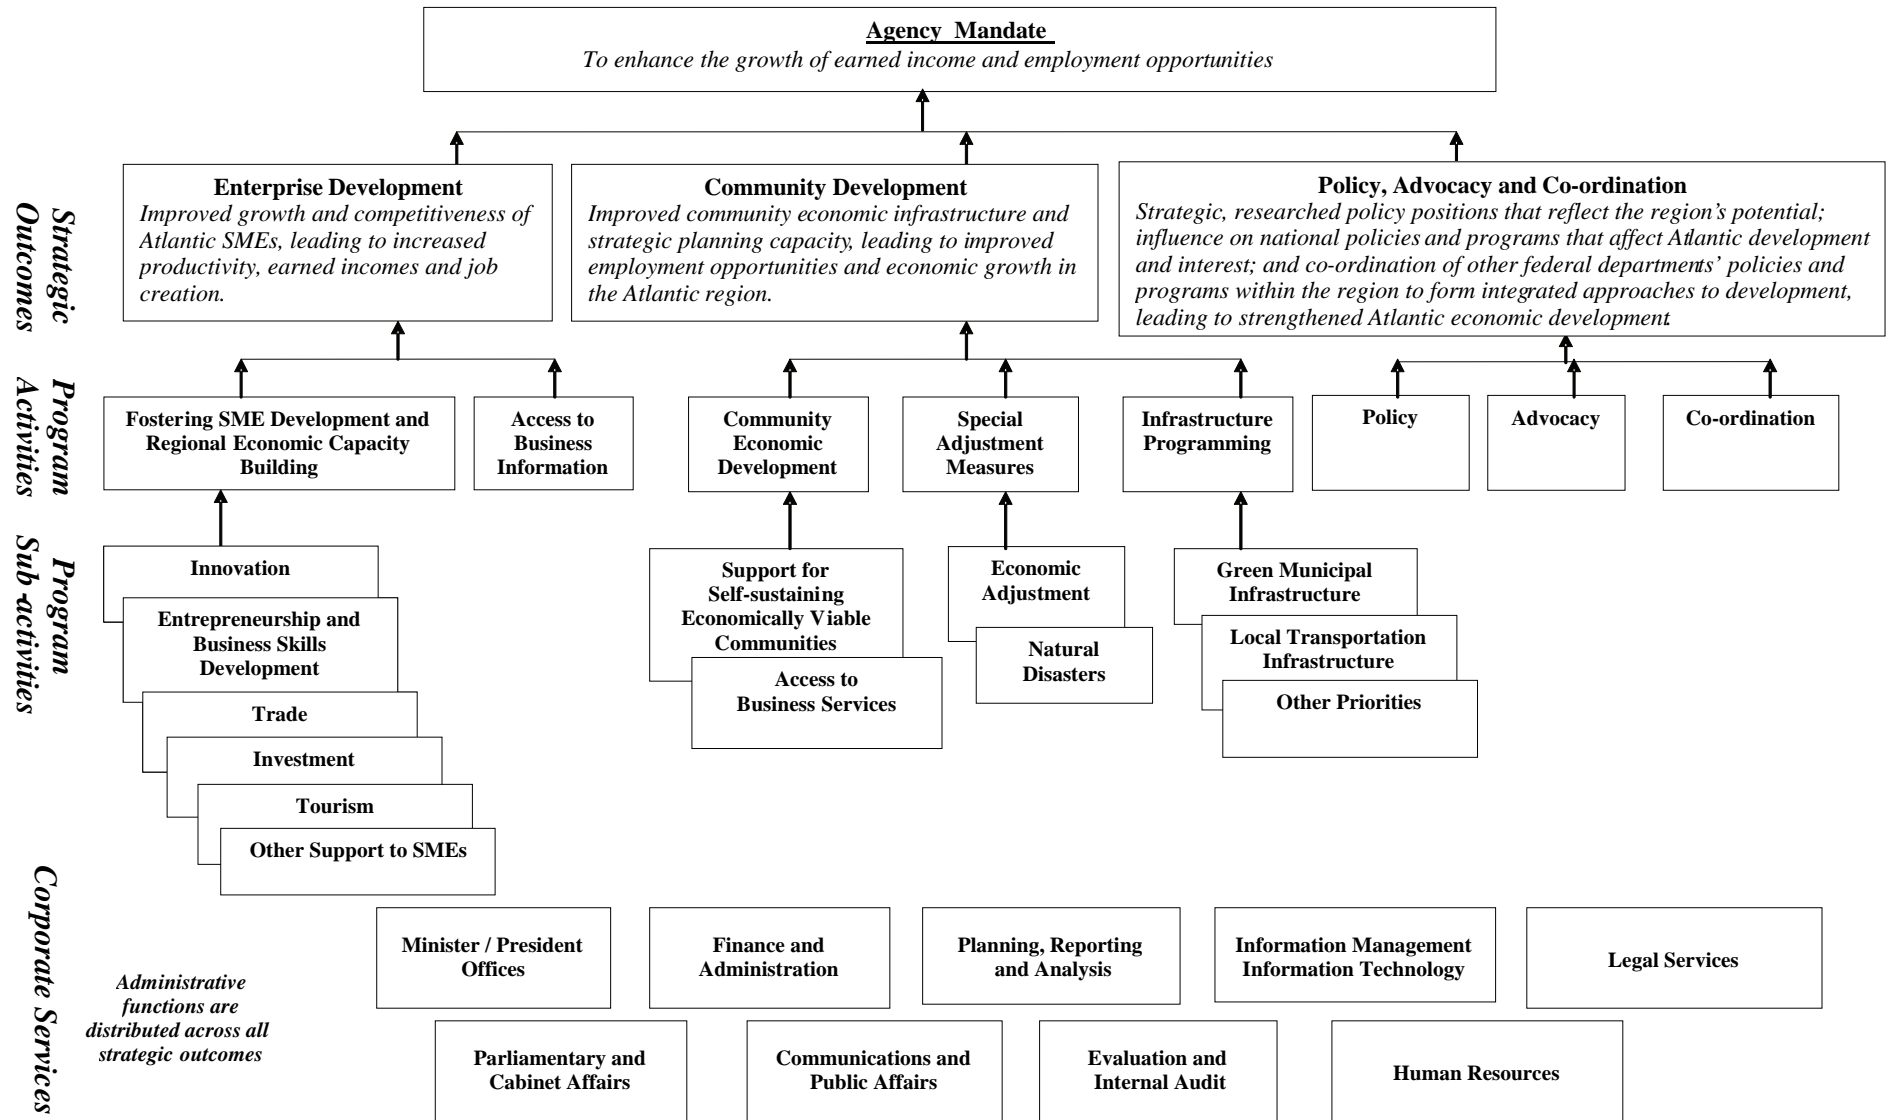 Agency Mandate
To enhance the growth of earned income and employment opportunities
Strategic
Outcomes
Enterprise Development
Improved growth and competitiveness of
Atlantic SMEs, leading to increased
productivity, earned incomes and job
creation.
Community Development
Improved community economic infrastructure and
strategic planning capacity, leading to improved
employment opportunities and economic growth in
the Atlantic region.
Policy, Advocacy and Co-ordination
Strategic, researched policy positions that reflect the region's potential;
influence on national policies and programs that affect Atlantic development
and interest; and co-ordination of other federal departments' policies and
programs within the region to form integrated approaches to development,
leading to strengthened Atlantic economic development.
Program
Activities
Fostering SME Development and
Regional Economic Capacity
Building
Access to
Business
Information
Community
Economic
Development
Special
Adjustment
Measures
Infrastructure
Programming
Policy
Advocacy
Co-ordination
Program
Sub-activities
Innovation
Entrepreneurship and
Business Skills
Development
Trade
Investment
Tourism
Other Support to SMEs
Support for
Self-sustaining
Economically Viable
Communities
Access to
Business Services
Economic
Adjustment
Natural
Disasters
Green Municipal
Infrastructure
Local Transportation
Infrastructure
Other Priorities
Corporate Services
Administrative
functions are
distributed across all
strategic outcomes
Minister / President
Offices
Finance and
Administration
Planning, Reporting
and Analysis
Information Management
Information Technology
Legal Services
Parliamentary and
Cabinet Affairs
Communications and
Public Affairs
Evaluation and
Internal Audit
Human Resources